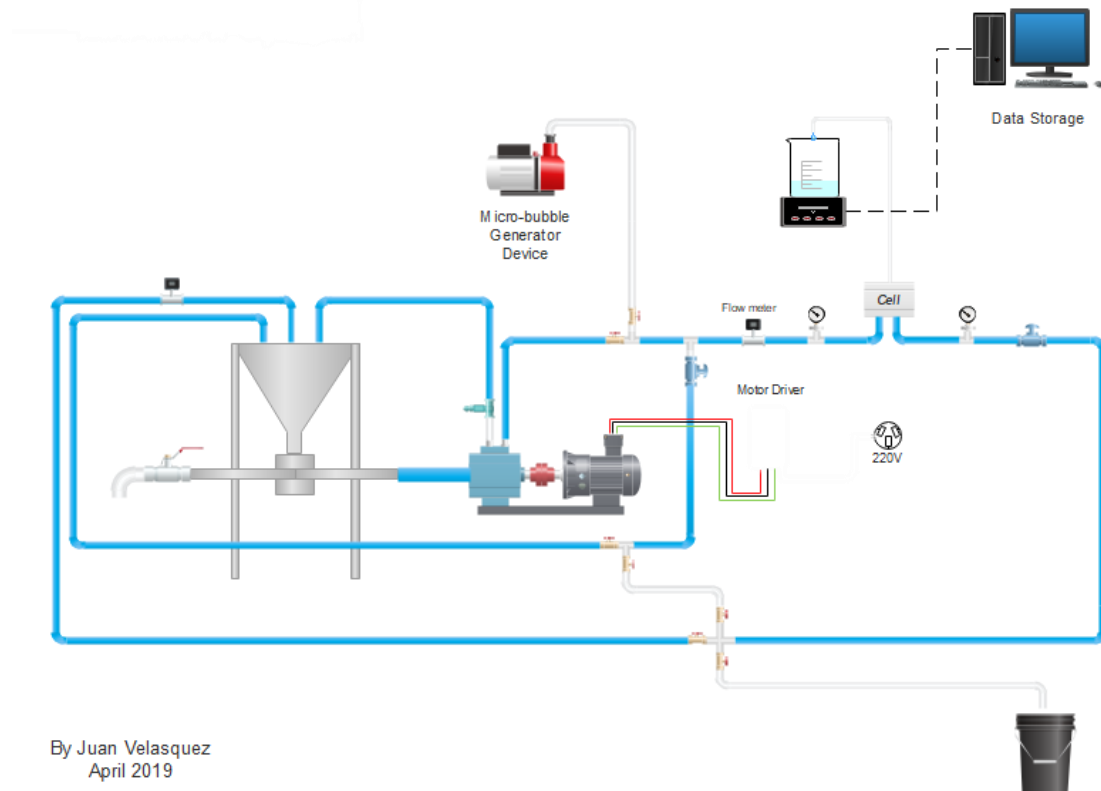 Data Storage
Micro-bubble
Generator
Device
Flow meter
Cell
Motor Driver
220V
By Juan Velasquez
April 2019